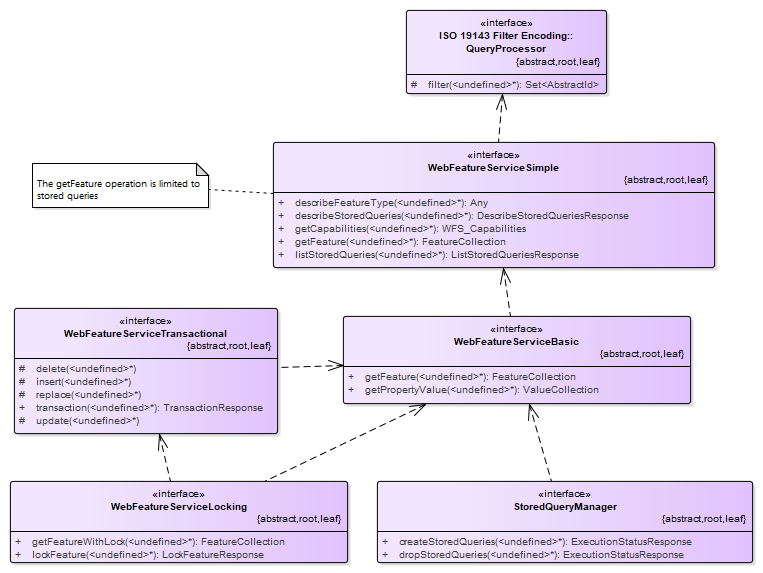 «interface»
ISO 19143 Filter Encoding::
QueryProcessor
{abstract,root,leaf}
# filter(<undefined>*): Set<AbstractId>
«interface»
WebFeatureServiceSimple
{abstract,root,leaf}
+ describeFeatureType(<undefined>*): Any
+ describeStoredQueries(<undefined>*): DescribeStoredQueriesResponse
+ getCapabilities(<undefined>*): WFS_Capabilities
+ getFeature(<undefined>*): FeatureCollection
+ listStoredQueries(<undefined>*): ListStoredQueriesResponse
The getFeature operation is limited to
stored queries
«interface»
WebFeatureServiceTransactional
{abstract,root,leaf}
# delete(<undefined>*)
# insert(<undefined>*)
# replace(<undefined>*)
+ transaction(<undefined>*): TransactionResponse
# update(<undefined>*)
«interface»
WebFeatureServiceBasic
{abstract,root,leaf}
+ getFeature(<undefined>*): FeatureCollection
+ getPropertyValue(<undefined>*): ValueCollection
«interface»
WebFeatureServiceLocking
{abstract,root,leaf}
+ getFeatureWithLock(<undefined>*): FeatureCollection
+ lockFeature(<undefined>*): LockFeatureResponse
«interface»
StoredQueryManager
{abstract,root,leaf}
+ createStoredQueries(<undefined>*): ExecutionStatusResponse
+ dropStoredQueries(<undefined>*): ExecutionStatusResponse